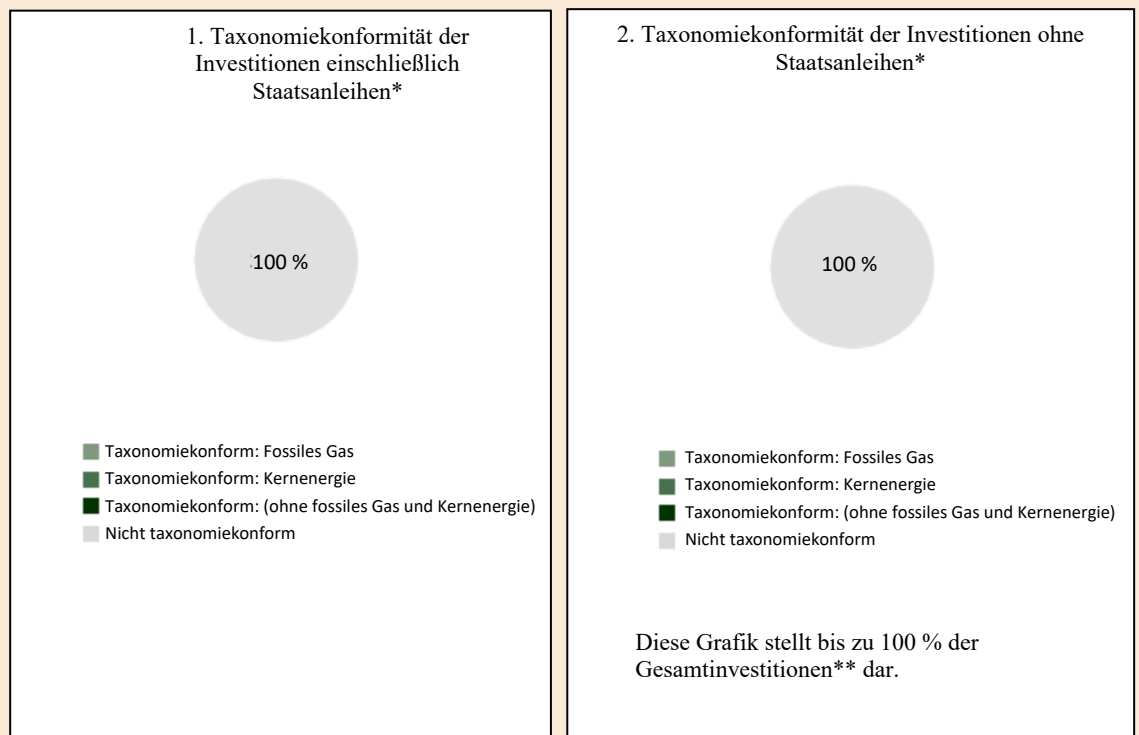 1. Taxonomiekonformität der
Investitionen einschließlich
Staatsanleihen*
100 %
Taxonomiekonform: Fossiles Gas
Taxonomiekonform: Kernenergie
Taxonomiekonform: (ohne fossiles Gas und Kernenergie)
Nicht taxonomiekonform
2. Taxonomiekonformität der Investitionen ohne
Staatsanleihen*
100 %
Taxonomiekonform: Fossiles Gas
Taxonomiekonform: Kernenergie
Taxonomiekonform: (ohne fossiles Gas und Kernenergie)
Nicht taxonomiekonform
Diese Grafik stellt bis zu 100 % der
Gesamtinvestitionen** dar.